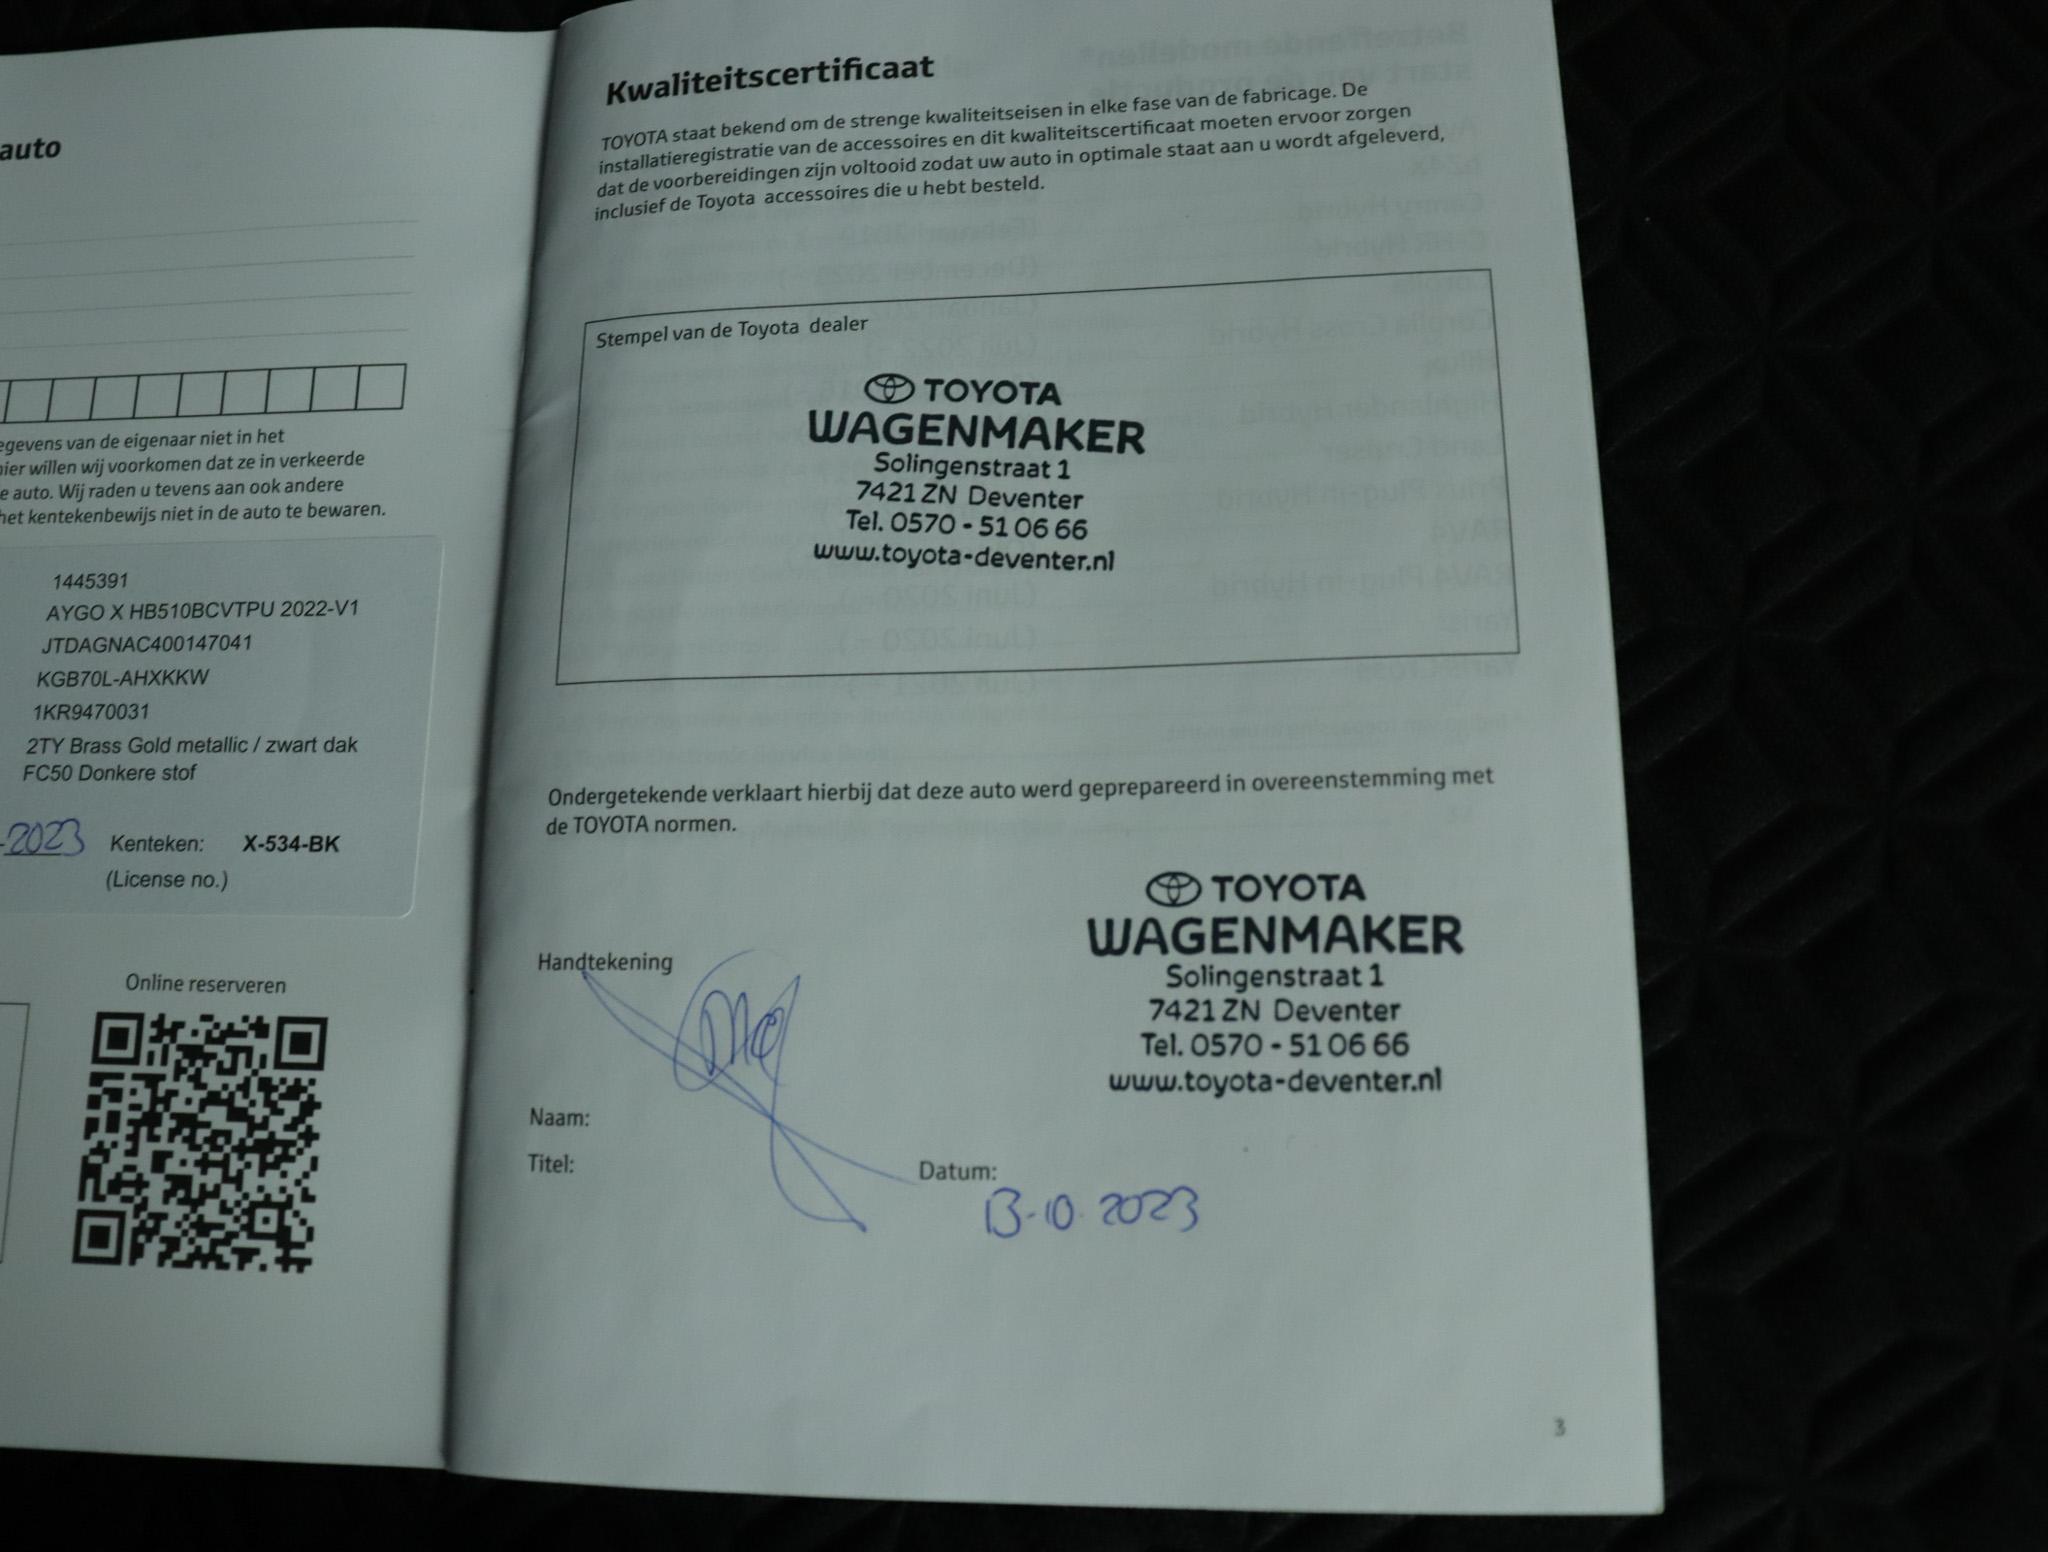 auto
egevens van de eigenaar niet in het
hier willen wij voorkomen dat ze in verkeerde
e auto. Wij raden u tevens aan ook andere
het kentekenbewijs niet in de auto te bewaren.
1445391
AYGO X HB510BCVTPU 2022-V1
JTDAGNAC400147041
KGB70L-AHXKKW
1KR9470031
2TY Brass Gold metallic / zwart dak
FC50 Donkere stof
-2023 Kenteken: X-534-BK
(License no.)
Online reserveren
Kwaliteitscertificaat
TOYOTA staat bekend om de strenge kwaliteitseisen in elke fase van de fabricage. De
installatieregistratie van de accessoires en dit kwaliteitscertificaat moeten ervoor zorgen
dat de voorbereidingen zijn voltooid zodat uw auto in optimale staat aan u wordt afgeleverd,
inclusief de Toyota accessoires die u hebt besteld.
Stempel van de Toyota dealer
TOYOTA
WAGENMAKER
Solingenstraat 1
7421 ZN Deventer
Tel. 0570 - 51 06 66
www.toyota-deventer.nl
Ondergetekende verklaart hierbij dat deze auto werd geprepareerd in overeenstemming met
de TOYOTA normen.
TOYOTA
WAGENMAKER
Solingenstraat 1
7421 ZN Deventer
Tel. 0570 - 51 06 66
www.toyota-deventer.nl
Handtekening
Naam:
Titel:
Datum:
13-10-2023
3